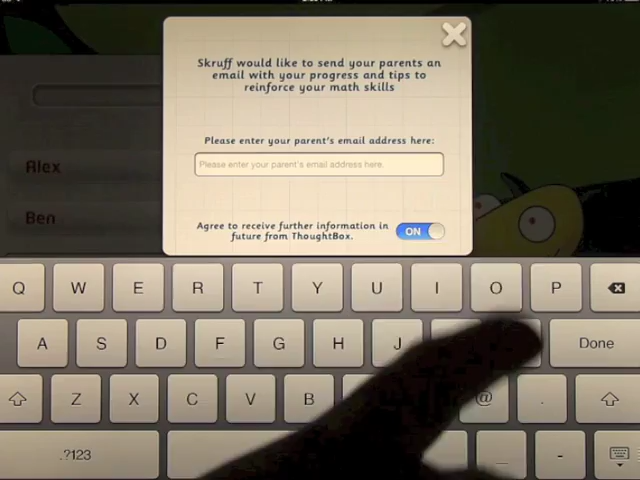 Skruff would like to send your parents an
email with your progress and tips to
reinforce your math skills
Please enter your parent's email address here:
Please enter your parent's email address here.
Alex
Ben
Agree to receive further information in
future from ThoughtBox.
ON
Q W E R T Y U I O P
A S D F G H J Done
Z X C V B @ .
.?123 _ -